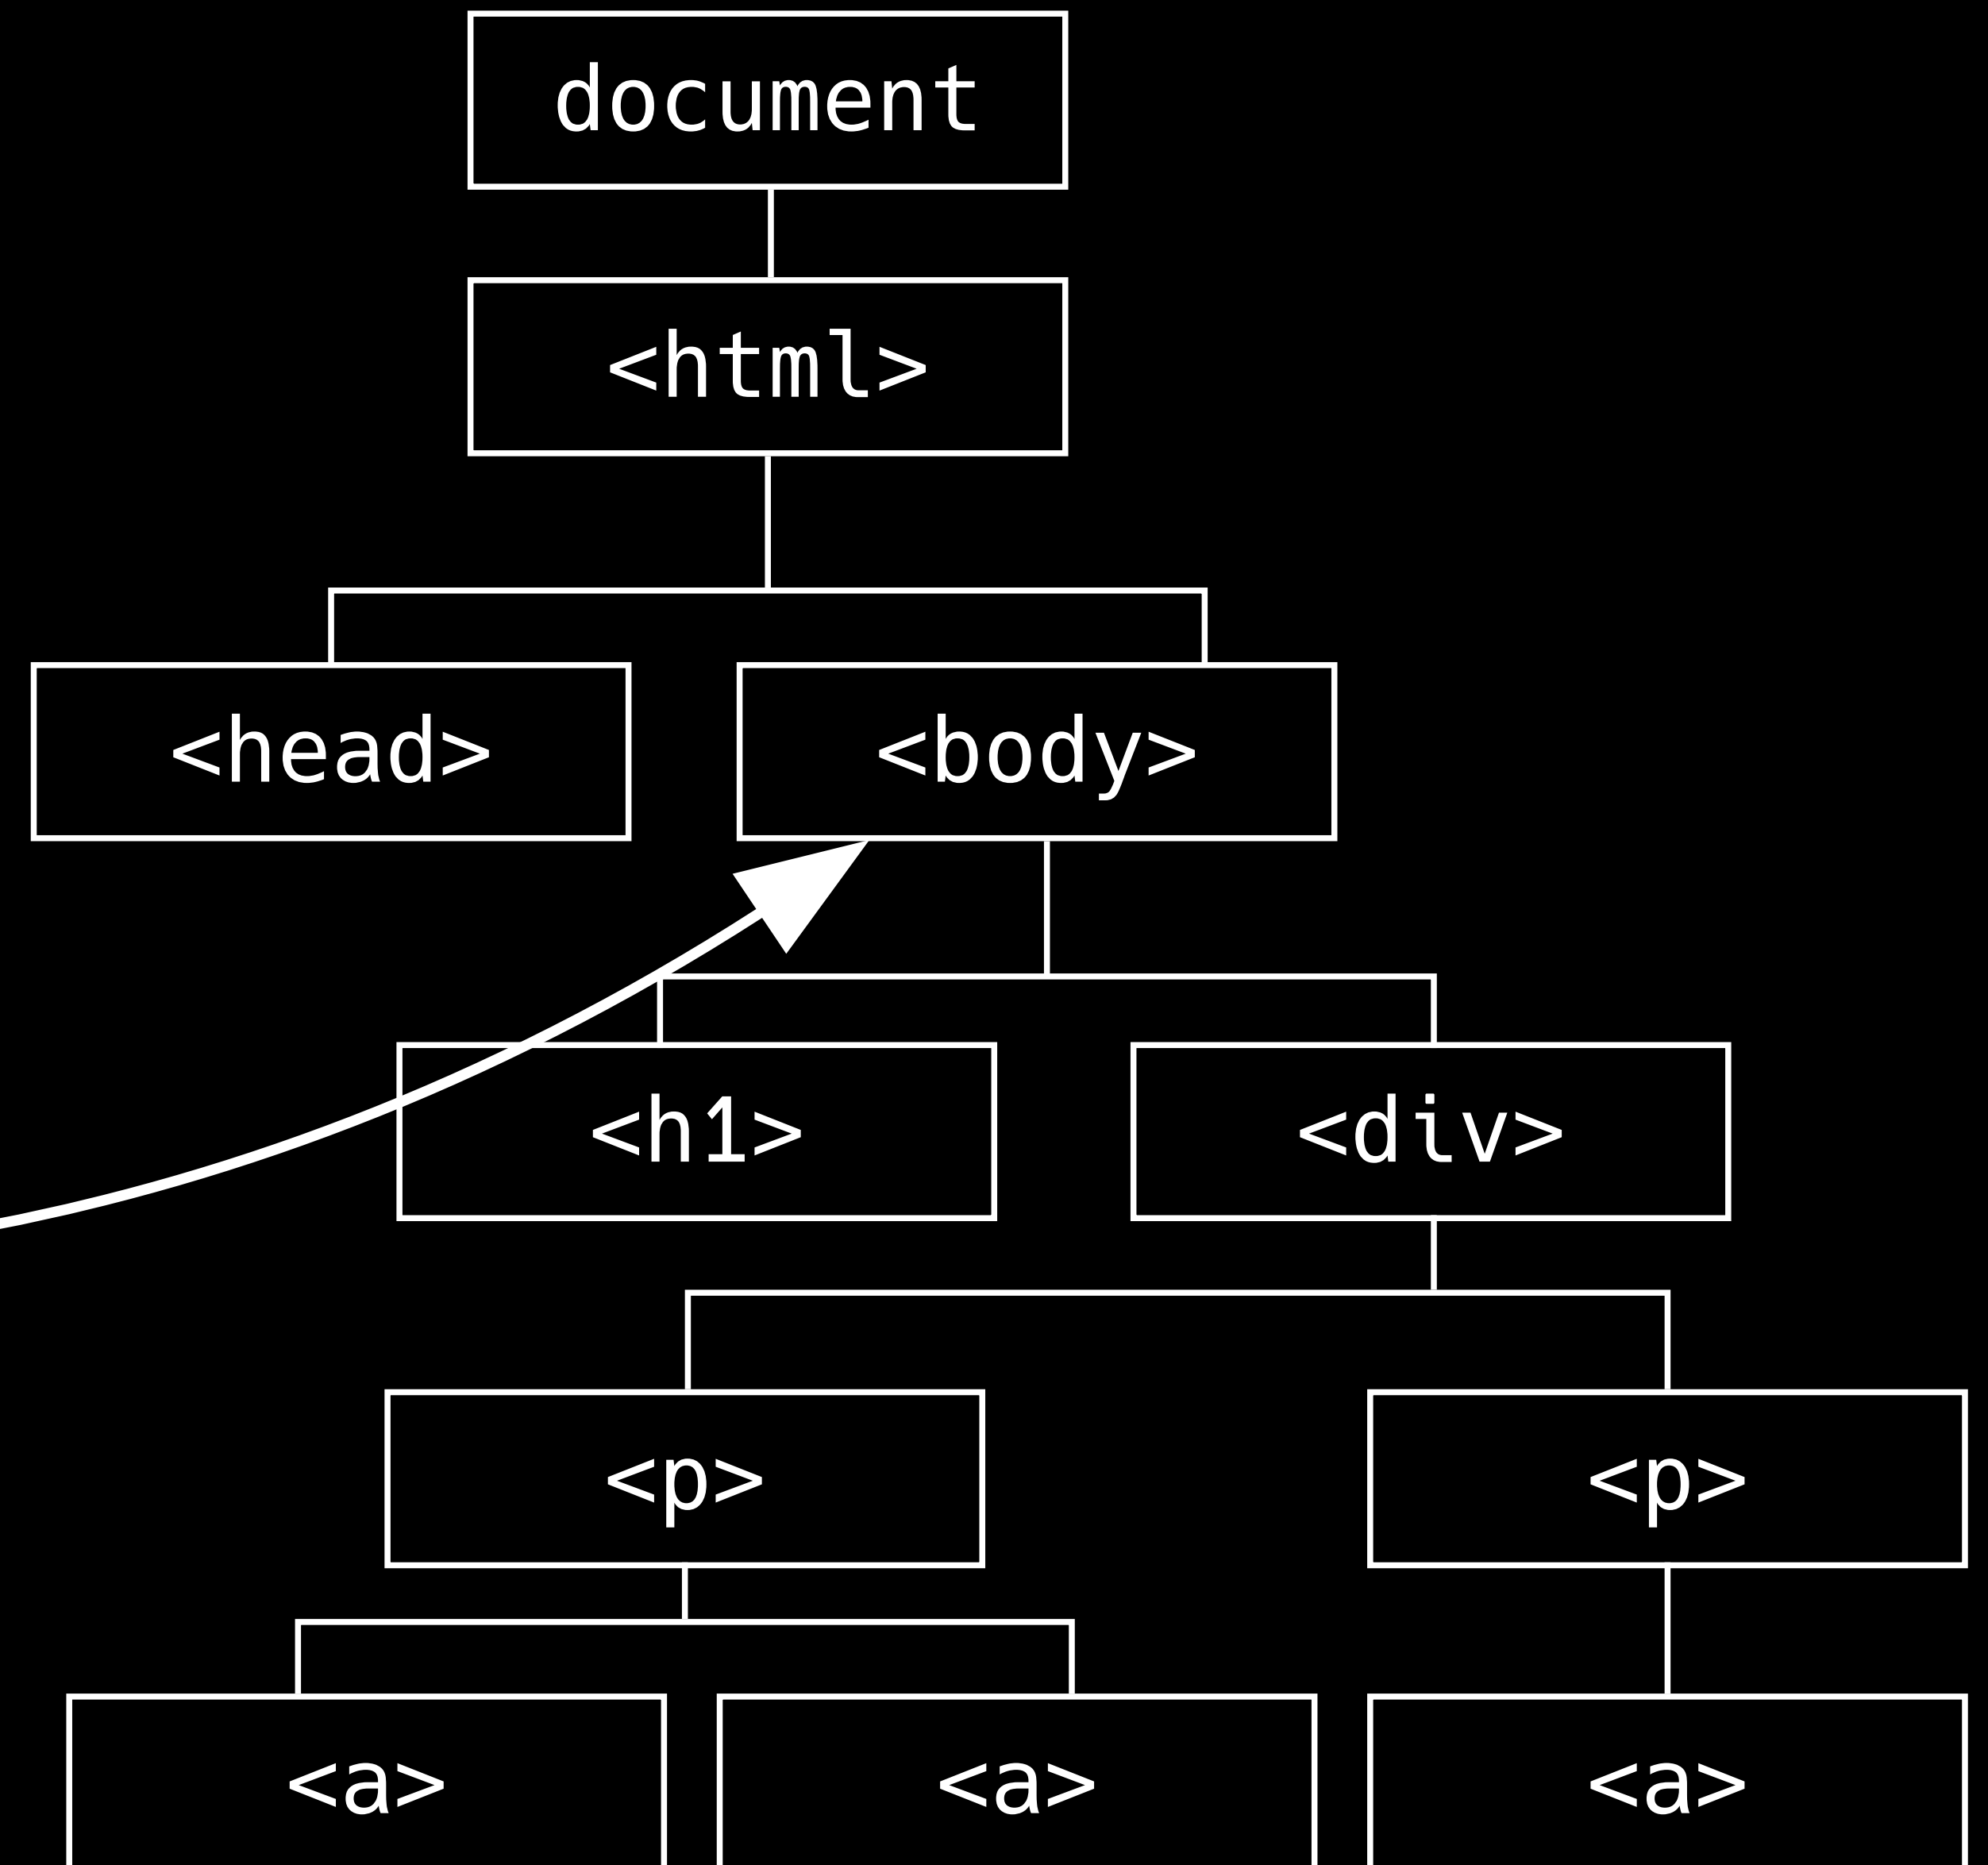 document
<html>
<head>
<body>
<h1>
<div>
<p>
<p>
<a>
<a>
<a>